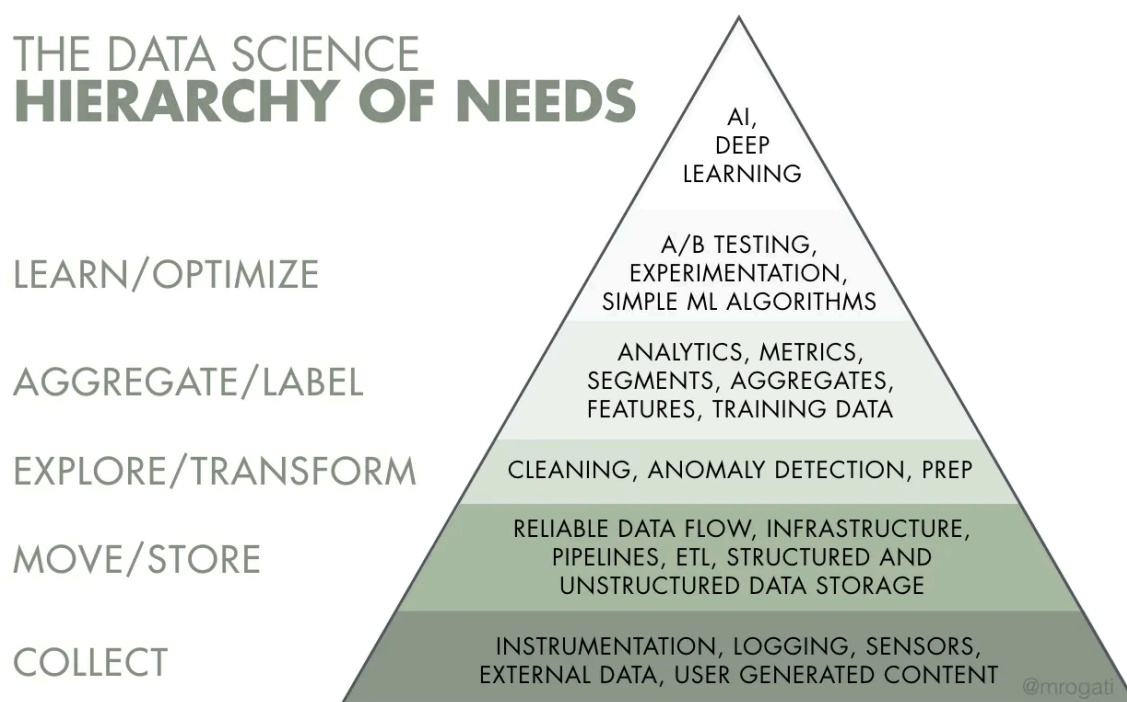 THE DATA SCIENCE
HIERARCHY OF NEEDS
AI,
DEEP
LEARNING
LEARN/OPTIMIZE
A/B TESTING,
EXPERIMENTATION,
SIMPLE ML ALGORITHMS
AGGREGATE/LABEL
ANALYTICS, METRICS,
SEGMENTS, AGGREGATES,
FEATURES, TRAINING DATA
EXPLORE/TRANSFORM
CLEANING, ANOMALY DETECTION, PREP
MOVE/STORE
RELIABLE DATA FLOW, INFRASTRUCTURE,
PIPELINES, ETL, STRUCTURED AND
UNSTRUCTURED DATA STORAGE
COLLECT
INSTRUMENTATION, LOGGING, SENSORS,
EXTERNAL DATA, USER GENERATED CONTENT
@mrogati